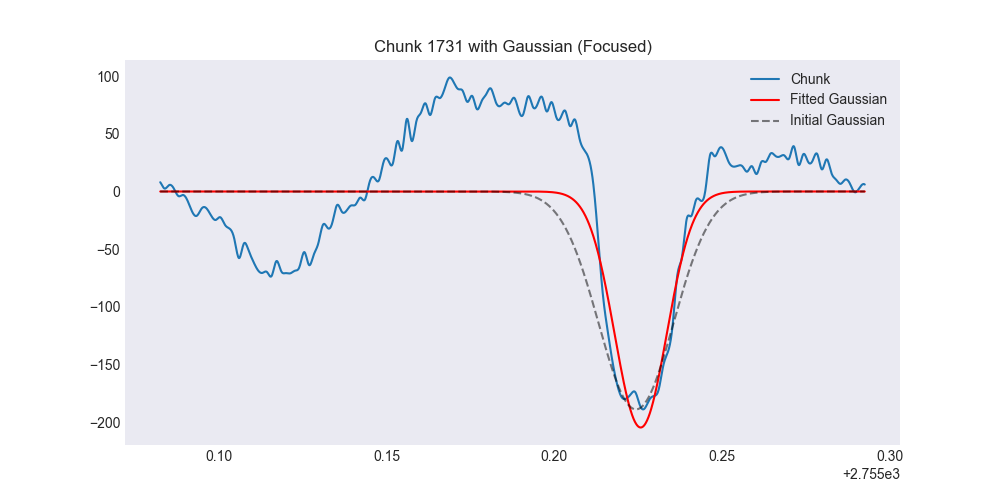 Chunk 1731 with Gaussian (Focused)
100
50
0
−50
−100
−150
−200
Chunk
Fitted Gaussian
Initial Gaussian
0.10 0.15 0.20 0.25 0.30
+2.755e3